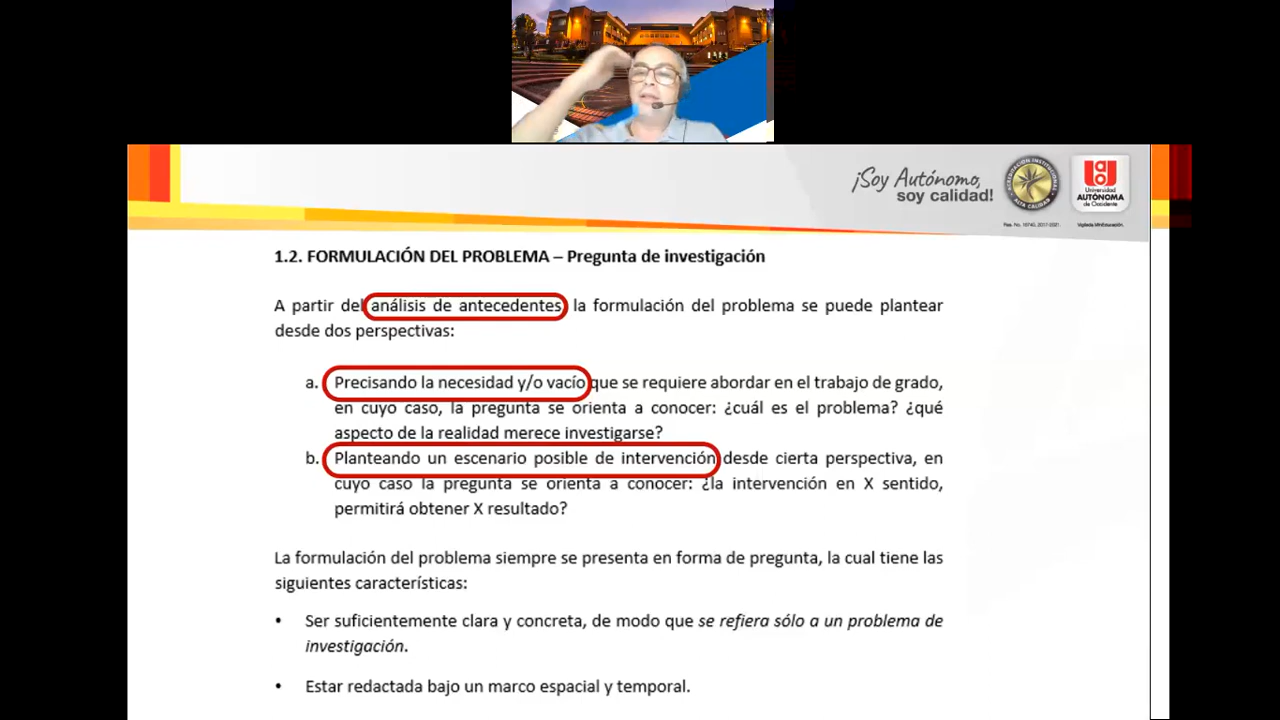 ¡Soy Autónomo,
soy calidad!
ACREDITACIÓN INSTITUCIONAL
ALTA CALIDAD
Universidad
AUTÓNOMA
de Occidente
Vigilada MinEducación.
1.2. FORMULACIÓN DEL PROBLEMA – Pregunta de investigación
A partir del análisis de antecedentes la formulación del problema se puede plantear
desde dos perspectivas:
a. Precisando la necesidad y/o vacío que se requiere abordar en el trabajo de grado,
en cuyo caso, la pregunta se orienta a conocer: ¿cuál es el problema? ¿qué
aspecto de la realidad merece investigarse?
b. Planteando un escenario posible de intervención desde cierta perspectiva, en
cuyo caso la pregunta se orienta a conocer: ¿la intervención en X sentido,
permitirá obtener X resultado?
La formulación del problema siempre se presenta en forma de pregunta, la cual tiene las
siguientes características:
• Ser suficientemente clara y concreta, de modo que se refiera sólo a un problema de
investigación.
• Estar redactada bajo un marco espacial y temporal.